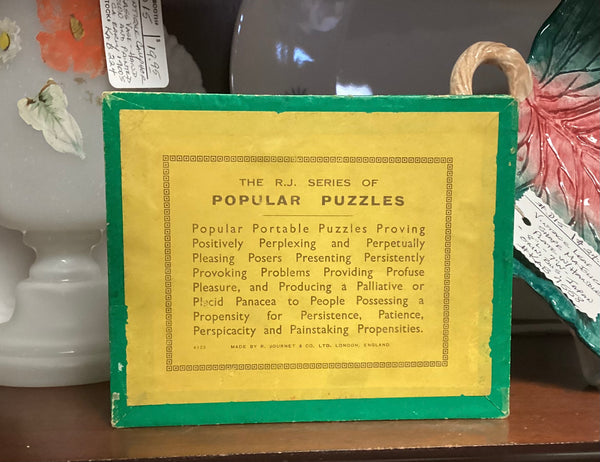 THE R.J. SERIES OF
POPULAR PUZZLES
Popular Portable Puzzles Proving
Positively Perplexing and Perpetually
Pleasing Posers Presenting Persistently
Provoking Problems Providing Profuse
Pleasure, and Producing a Palliative or
Placid Panacea to People Possessing a
Propensity for Persistence, Patience,
Perspicacity and Painstaking Propensities.
MADE BY R. JOURNET & CO, LTD. LONDON, ENGLAND.